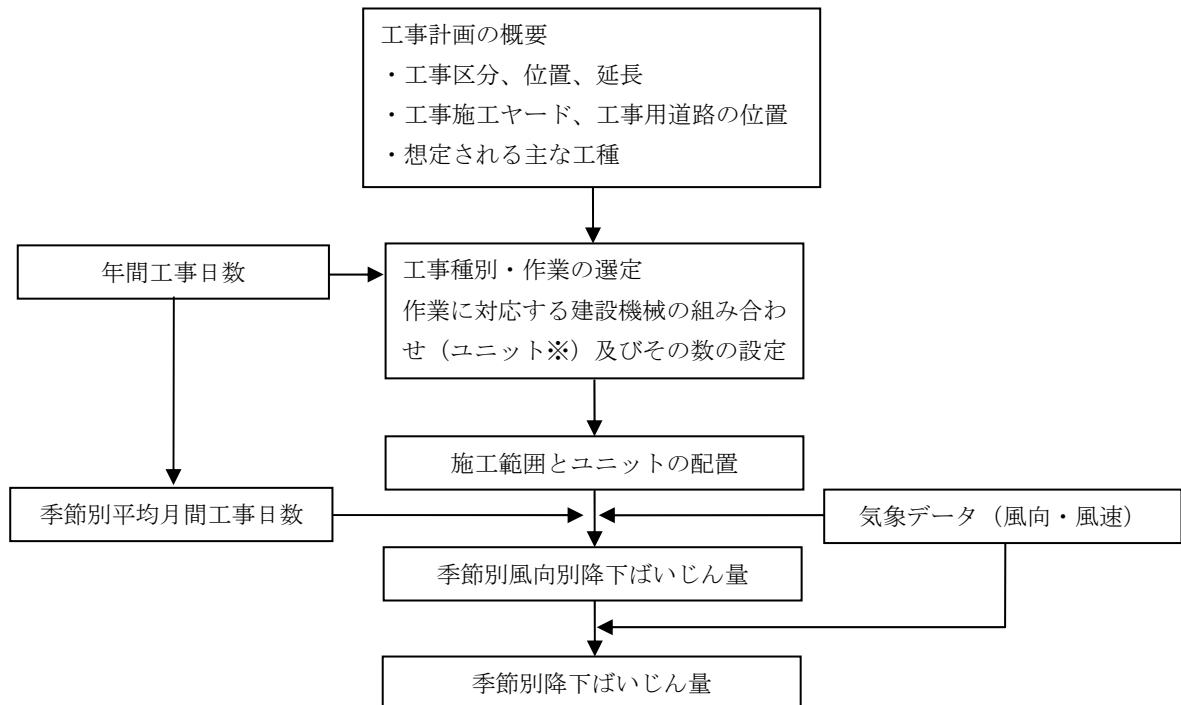 工事計画の概要
・工事区分、位置、延長
・工事施工ヤード、工事用道路の位置
・想定される主な工種
年間工事日数
工事種別・作業の選定
作業に対応する建設機械の組み合わ
せ（ユニット※）及びその数の設定
施工範囲とユニットの配置
季節別平均月間工事日数
気象データ（風向・風速）
季節別風向別降下ばいじん量
季節別降下ばいじん量